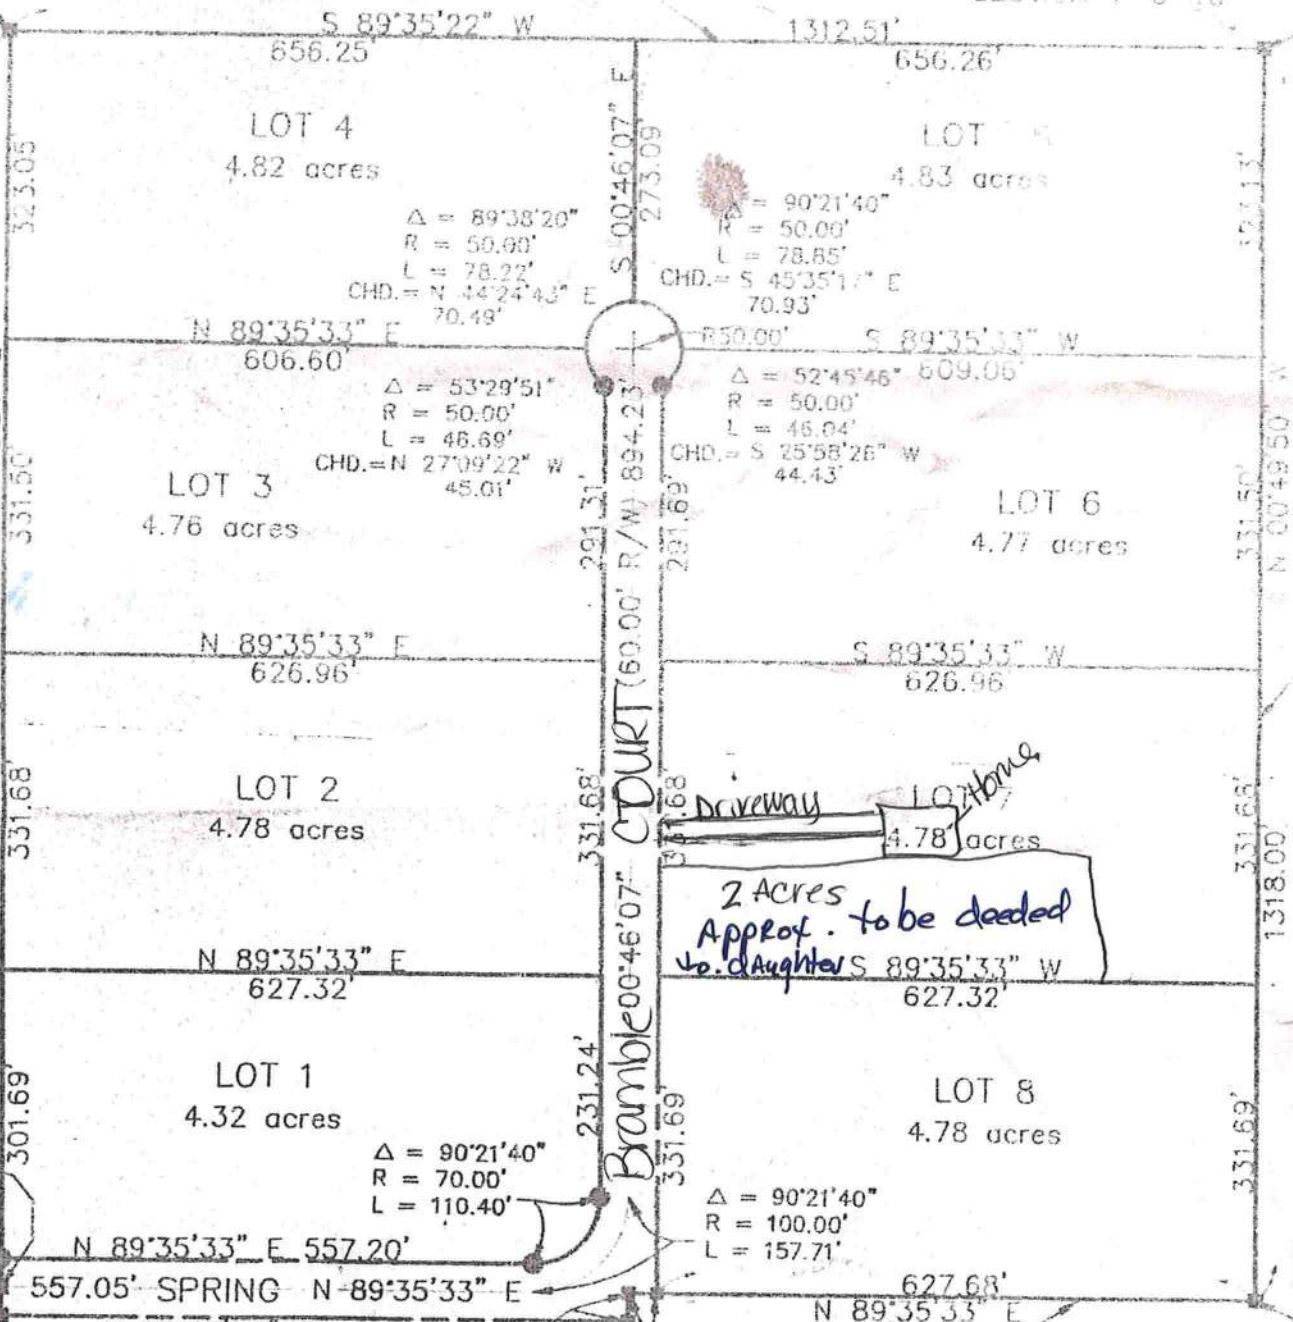 S 89°35'22" W
1312.51'
656.25'
656.26'
LOT 4
4.82 acres
LOT
4.83 acres
323.05'
S 00°46'07" E
273.09'
Δ = 89°38'20"
R = 50.00'
L = 78.22'
CHD.= N 44°24'43" E
70.49'
Δ = 90°21'40"
R = 50.00'
L = 78.85'
CHD.= S 45°35'17" E
70.93'
N 89°35'33" E
606.60'
R50.00'
S 89°35'33" W
609.06'
Δ = 53°29'51"
R = 50.00'
L = 46.69'
CHD.=N 27°09'22" W
45.01'
Δ = 52°45'46"
R = 50.00'
L = 46.04'
CHD.= S 25°58'26" W
44.43'
LOT 3
4.76 acres
331.50'
291.31'
(60.00' R/W)
291.69'
LOT 6
4.77 acres
331.50'
N 00°49'50" W
1318.00'
N 89°35'33" E
626.96'
S 89°35'33" W
626.96'
LOT 2
4.78 acres
331.68'
331.68'
Bramble COURT
00°46'07"
Driveway
Home
4.78' acres
331.68'
2 Acres
Approx. to be deeded
to. daughter
N 89°35'33" E
627.32'
S 89°35'33" W
627.32'
LOT 1
4.32 acres
301.69'
231.24'
331.69'
LOT 8
4.78 acres
331.69'
Δ = 90°21'40"
R = 70.00'
L = 110.40'
Δ = 90°21'40"
R = 100.00'
L = 157.71'
N 89°35'33" E 557.20'
557.05' SPRING N 89°35'33" E
627.68'
N 89°35'33" E